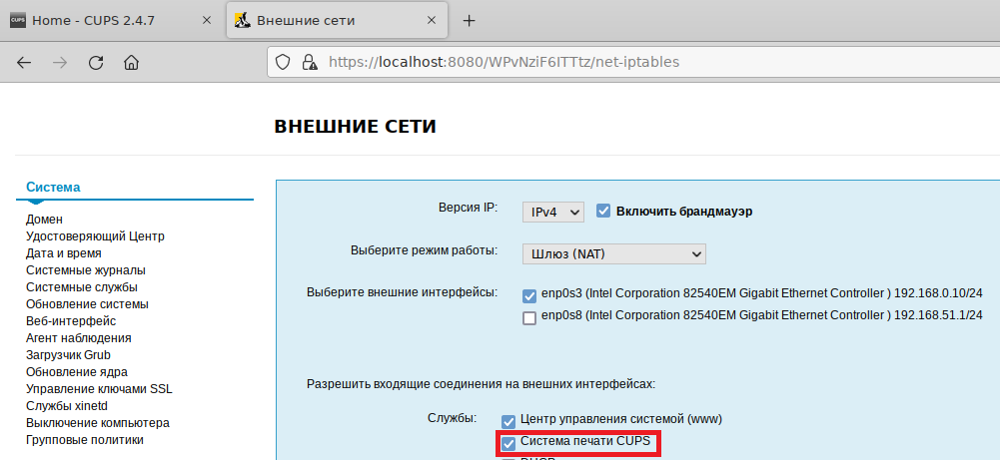 Home - CUPS 2.4.7
Внешние сети
https://localhost:8080/WPvNziF6ITTtz/net-iptables
ВНЕШНИЕ СЕТИ
Система
Домен
Удостоверяющий Центр
Дата и время
Системные журналы
Системные службы
Обновление системы
Веб-интерфейс
Агент наблюдения
Загрузчик Grub
Обновление ядра
Управление ключами SSL
Службы xinetd
Выключение компьютера
Групповые политики
Версия IP: IPv4 Включить брандмауэр
Выберите режим работы: Шлюз (NAT)
Выберите внешние интерфейсы: enp0s3 (Intel Corporation 82540EM Gigabit Ethernet Controller ) 192.168.0.10/24
enp0s8 (Intel Corporation 82540EM Gigabit Ethernet Controller ) 192.168.51.1/24
Разрешить входящие соединения на внешних интерфейсах:
Службы: Центр управления системой (www)
Система печати CUPS